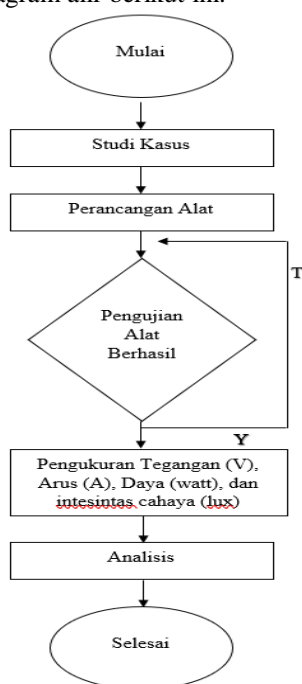 diagram alir berikut ini.
Mulai
Studi Kasus
Perancangan Alat
T
Pengujian
Alat
Berhasil
Y
Pengukuran Tegangan (V),
Arus (A), Daya (watt), dan
intesintas cahaya (lux)
Analisis
Selesai